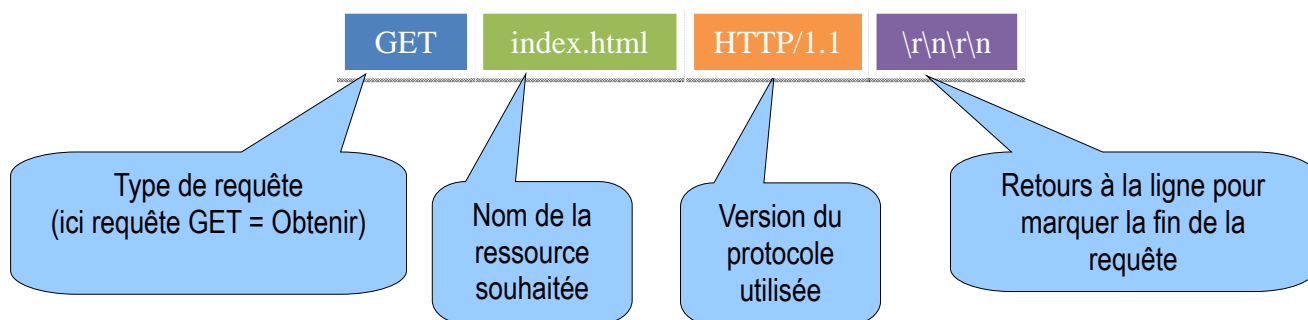 GET index.html HTTP/1.1 \r\n\r\n
Type de requête
(ici requête GET = Obtenir)
Nom de la
ressource
souhaitée
Version du
protocole
utilisée
Retours à la ligne pour
marquer la fin de la
requête